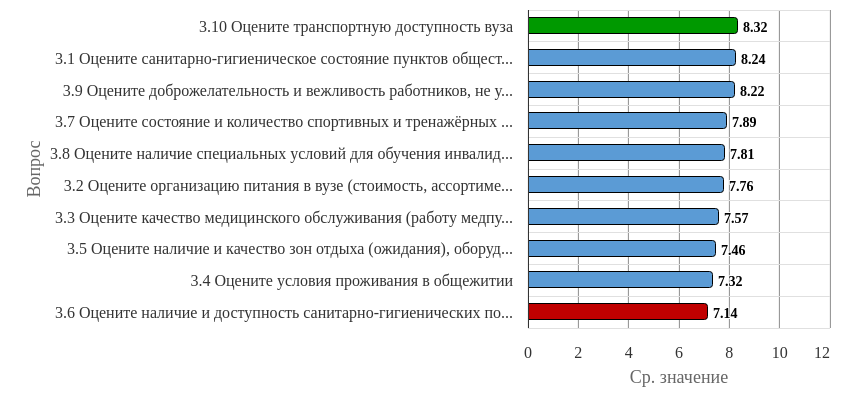 3.10 Оцените транспортную доступность вуза 8.32
3.1 Оцените санитарно-гигиеническое состояние пунктов общест... 8.24
3.9 Оцените доброжелательность и вежливость работников, не у... 8.22
3.7 Оцените состояние и количество спортивных и тренажёрных ... 7.89
3.8 Оцените наличие специальных условий для обучения инвалид... 7.81
3.2 Оцените организацию питания в вузе (стоимость, ассортиме... 7.76
3.3 Оцените качество медицинского обслуживания (работу медпу... 7.57
3.5 Оцените наличие и качество зон отдыха (ожидания), оборуд... 7.46
3.4 Оцените условия проживания в общежитии 7.32
3.6 Оцените наличие и доступность санитарно-гигиенических по... 7.14
Вопрос
0 2 4 6 8 10 12
Ср. значение